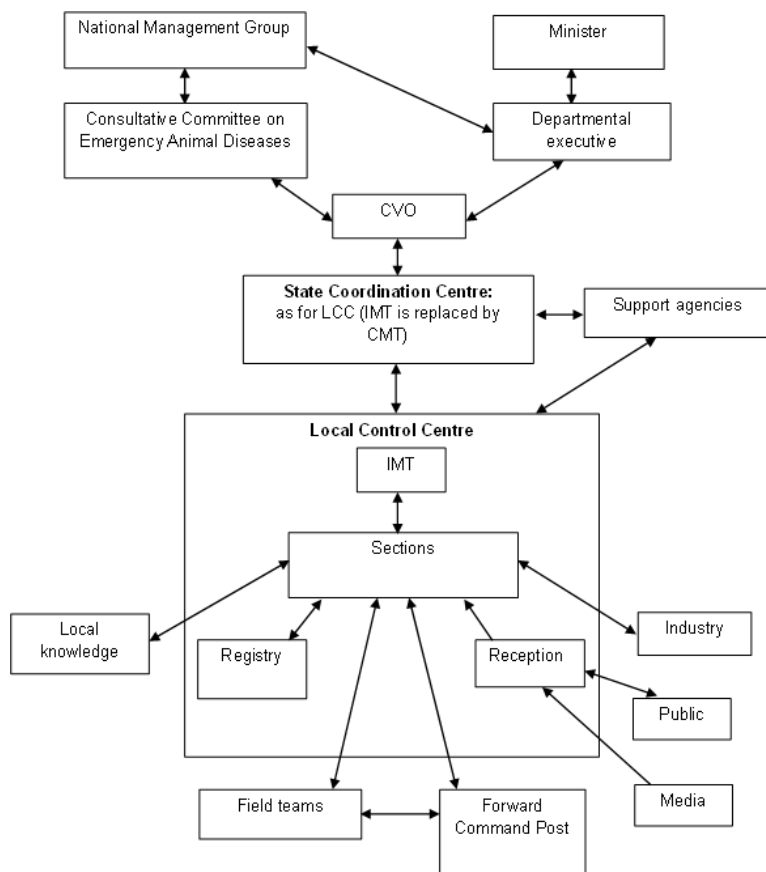 National Management Group
Minister
Consultative Committee on
Emergency Animal Diseases
Departmental
executive
CVO
State Coordination Centre:
as for LCC (IMT is replaced by
CMT)
Support agencies
Local Control Centre
IMT
Sections
Local
knowledge
Registry
Reception
Industry
Public
Field teams
Forward
Command Post
Media